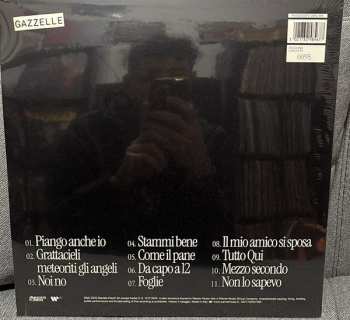 GAZZELLE
0098
01. Piango anche io
02. Grattacieli
meteoriti gli angeli
03. Noi no
04. Stammi bene
05. Come il pane
06. Da capo a 12
07. Foglie
08. Il mio amico si sposa
09. Tutto Qui
10. Mezzo secondo
11. Non lo sapevo